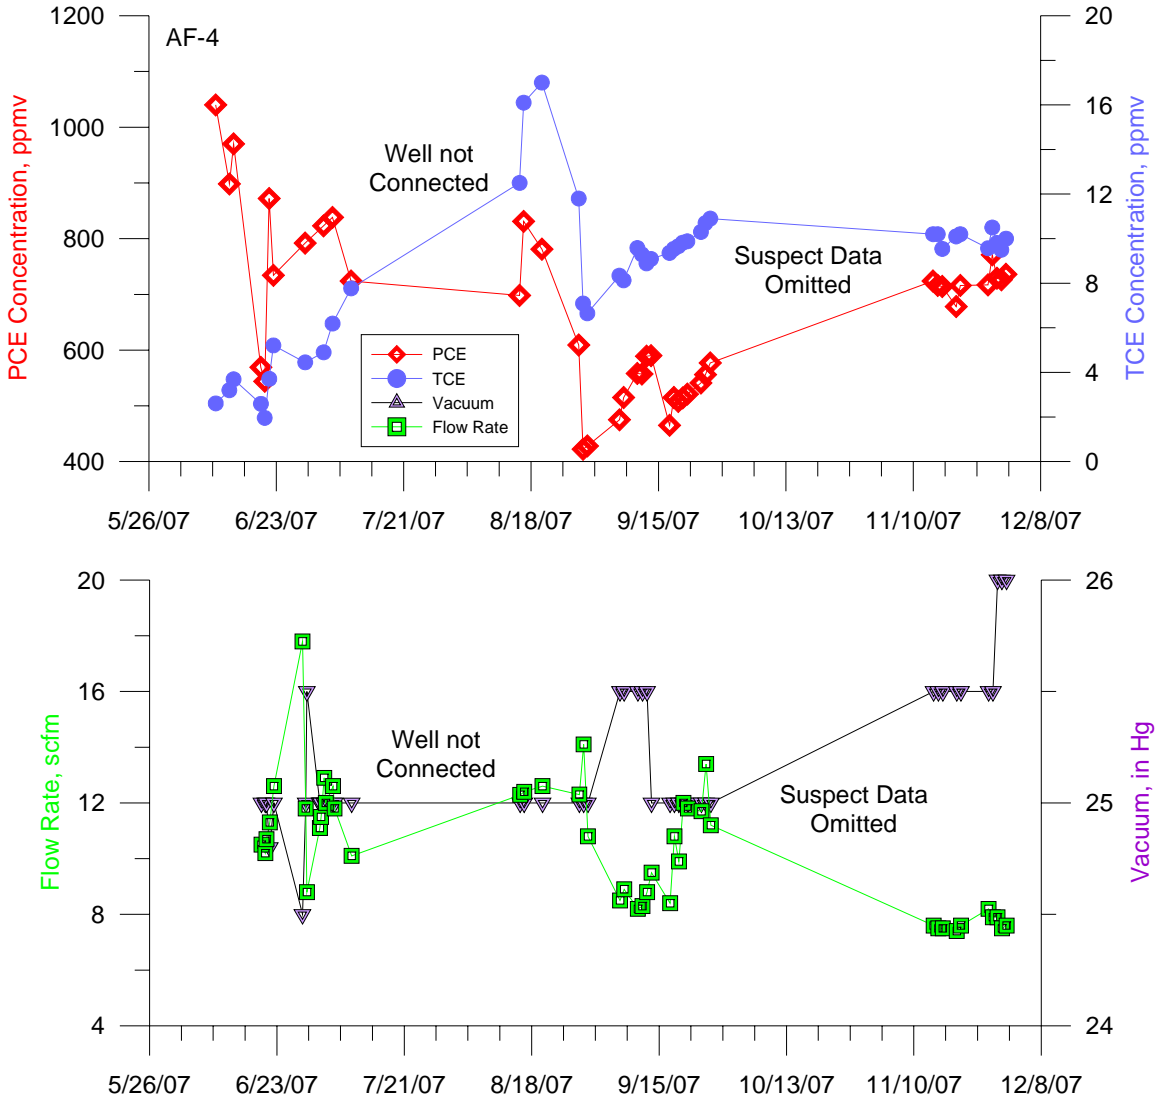 AF-4
PCE Concentration, ppmv
TCE Concentration, ppmv
1200
1000
800
600
400
20
16
12
8
4
0
Well not
Connected
Suspect Data
Omitted
PCE
TCE
Vacuum
Flow Rate
5/26/07 6/23/07 7/21/07 8/18/07 9/15/07 10/13/07 11/10/07 12/8/07
Flow Rate, scfm
Vacuum, in Hg
20
16
12
8
4
26
25
24
Well not
Connected
Suspect Data
Omitted
5/26/07 6/23/07 7/21/07 8/18/07 9/15/07 10/13/07 11/10/07 12/8/07